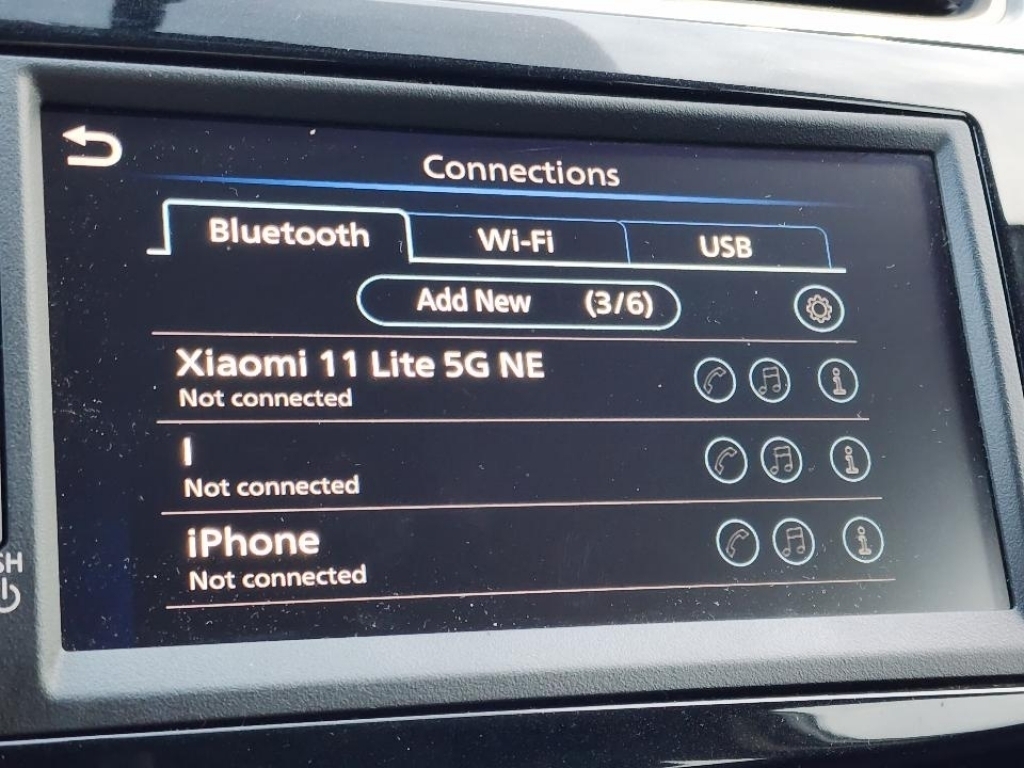 Connections
Bluetooth Wi-Fi USB
Add New (3/6)
Xiaomi 11 Lite 5G NE
Not connected
I
Not connected
iPhone
Not connected
SH